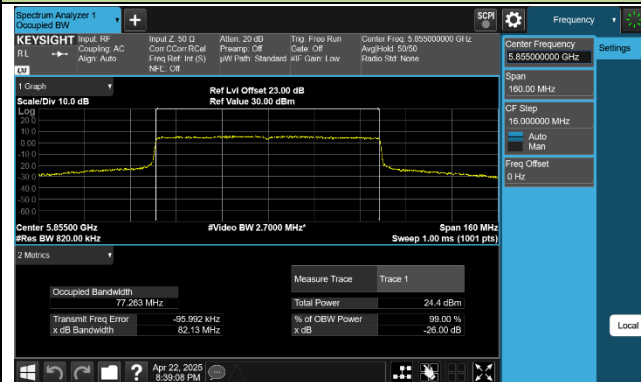 Spectrum Analyzer 1
Occupied BW
SCPI
Frequency
KEYSIGHT
RL
LXI
Input: RF
Coupling: AC
Align: Auto
Input Z: 50 Ω
Corr CCorr RCal
Freq Ref: Int (S)
NFE: Off
Atten: 20 dB
Preamp: Off
µW Path: Standard
Trig: Free Run
Gate: Off
#IF Gain: Low
Center Freq: 5.855000000 GHz
Avg|Hold: 50/50
Radio Std: None
Center Frequency
5.855000000 GHz
Settings
Span
160.00 MHz
CF Step
16.000000 MHz
Auto
Man
Freq Offset
0 Hz
Local
1 Graph
Scale/Div 10.0 dB
Ref Lvl Offset 23.00 dB
Ref Value 30.00 dBm
Log
20.0
10.0
0.00
-10.0
-20.0
-30.0
-40.0
-50.0
-60.0
Center 5.85500 GHz
#Video BW 2.7000 MHz*
Span 160 MHz
#Res BW 820.00 kHz
Sweep 1.00 ms (1001 pts)
2 Metrics
Measure Trace
Trace 1
Occupied Bandwidth
77.263 MHz
Total Power
24.4 dBm
Transmit Freq Error
-95.992 kHz
% of OBW Power
99.00 %
x dB Bandwidth
82.13 MHz
x dB
-26.00 dB
Apr 22, 2025
8:39:08 PM